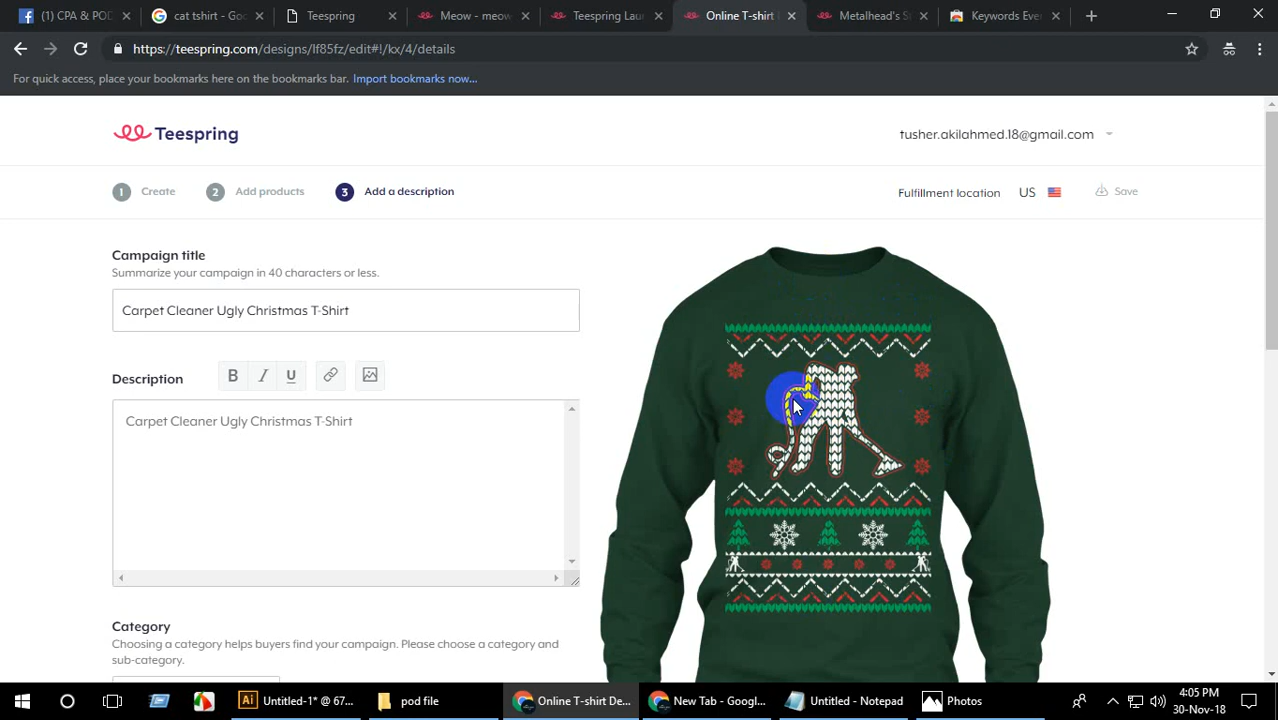 (1) CPA & POD
cat tshirt - Goo
Teespring
Meow - meow
Teespring Lau
Online T-shirt
Metalhead's S
Keywords Eve
https://teespring.com/designs/lf85fz/edit#!/kx/4/details
For quick access, place your bookmarks here on the bookmarks bar. Import bookmarks now...
Teespring
tusher.akilahmed.18@gmail.com
1 Create
2 Add products
3 Add a description
Fulfillment location US
Save
Campaign title
Summarize your campaign in 40 characters or less.
Carpet Cleaner Ugly Christmas T-Shirt
Description B I U
Carpet Cleaner Ugly Christmas T-Shirt
Category
Choosing a category helps buyers find your campaign. Please choose a category and
sub-category.
Ai Untitled-1* @ 67...
pod file
Online T-shirt De...
New Tab - Googl...
Untitled - Notepad
Photos
4:05 PM
30-Nov-18